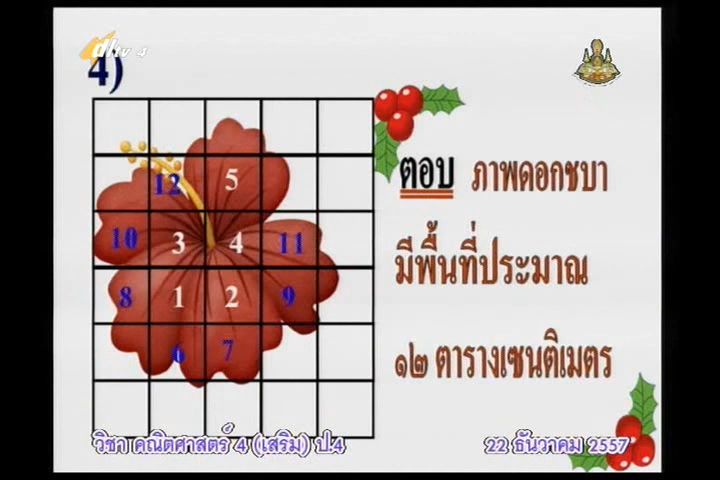 dltv 4
4)
12 5
10 3 4 11
8 1 2 9
6 7
ตอบ ภาพดอกชบา
มีพื้นที่ประมาณ
๑๒ ตารางเซนติเมตร
วิชา คณิตศาสตร์ 4 (เสริม) ป.4
22 ธันวาคม 2557